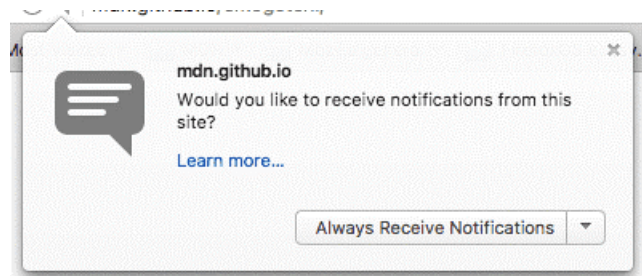 mdn.github.io
Would you like to receive notifications from this
site?
Learn more...
Always Receive Notifications